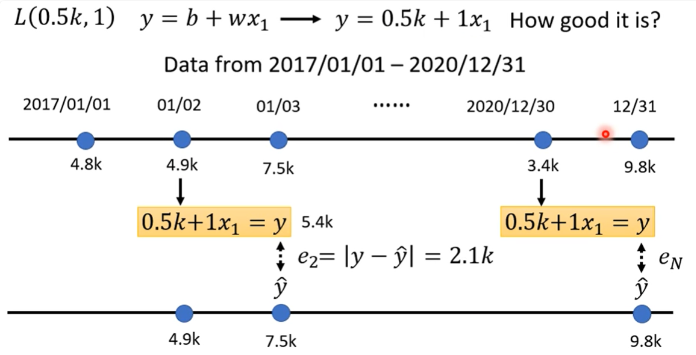 L(0.5k, 1) y = b + wx₁ ⟶ y = 0.5k + 1x₁ How good it is?
Data from 2017/01/01 – 2020/12/31
2017/01/01 01/02 01/03 ...... 2020/12/30 12/31
4.8k 4.9k 7.5k 3.4k 9.8k
0.5k+1x₁ = y 5.4k 0.5k+1x₁ = y
e₂= |y − ŷ| = 2.1k e_N
ŷ ŷ
4.9k 7.5k 9.8k